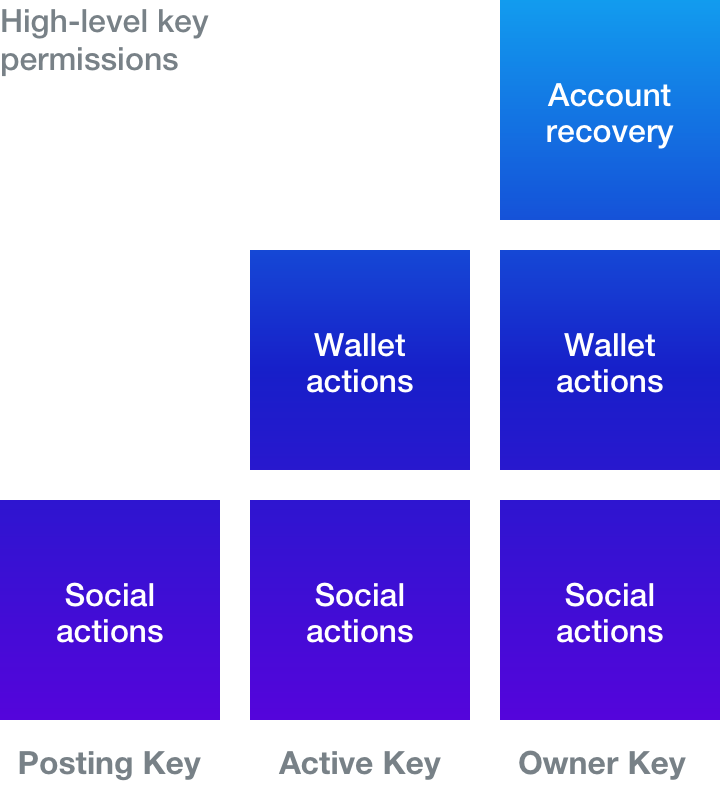 High-level key
permissions
Account
recovery
Wallet
actions
Wallet
actions
Social
actions
Social
actions
Social
actions
Posting Key
Active Key
Owner Key